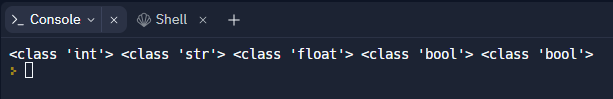 >_ Console
Shell
<class 'int'> <class 'str'> <class 'float'> <class 'bool'> <class 'bool'>